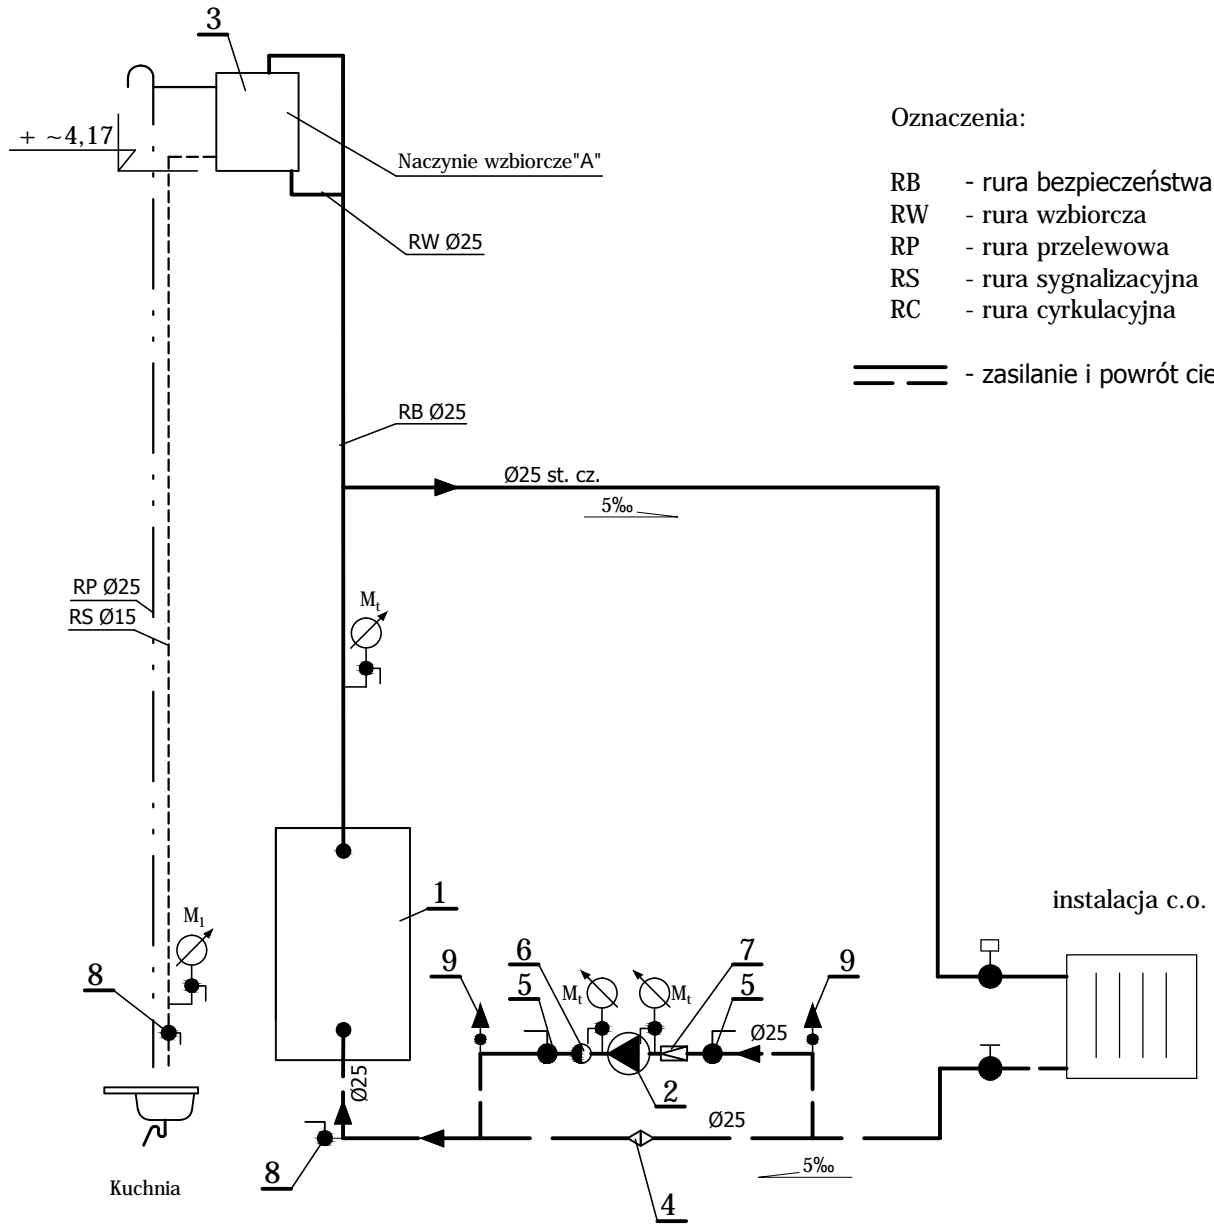 3
+ ~4,17
Naczynie wzbiorcze"A"
RW Ø25
Oznaczenia:
RB - rura bezpieczeństwa
RW - rura wzbiorcza
RP - rura przelewowa
RS - rura sygnalizacyjna
RC - rura cyrkulacyjna
- zasilanie i powrót cie
RB Ø25
Ø25 st. cz.
5‰
RP Ø25
RS Ø15
Mt
1
instalacja c.o.
M1
8
9
6
7
9
5
Mt
Mt
5
Ø25
Ø25
2
Ø25
8
5‰
4
Kuchnia